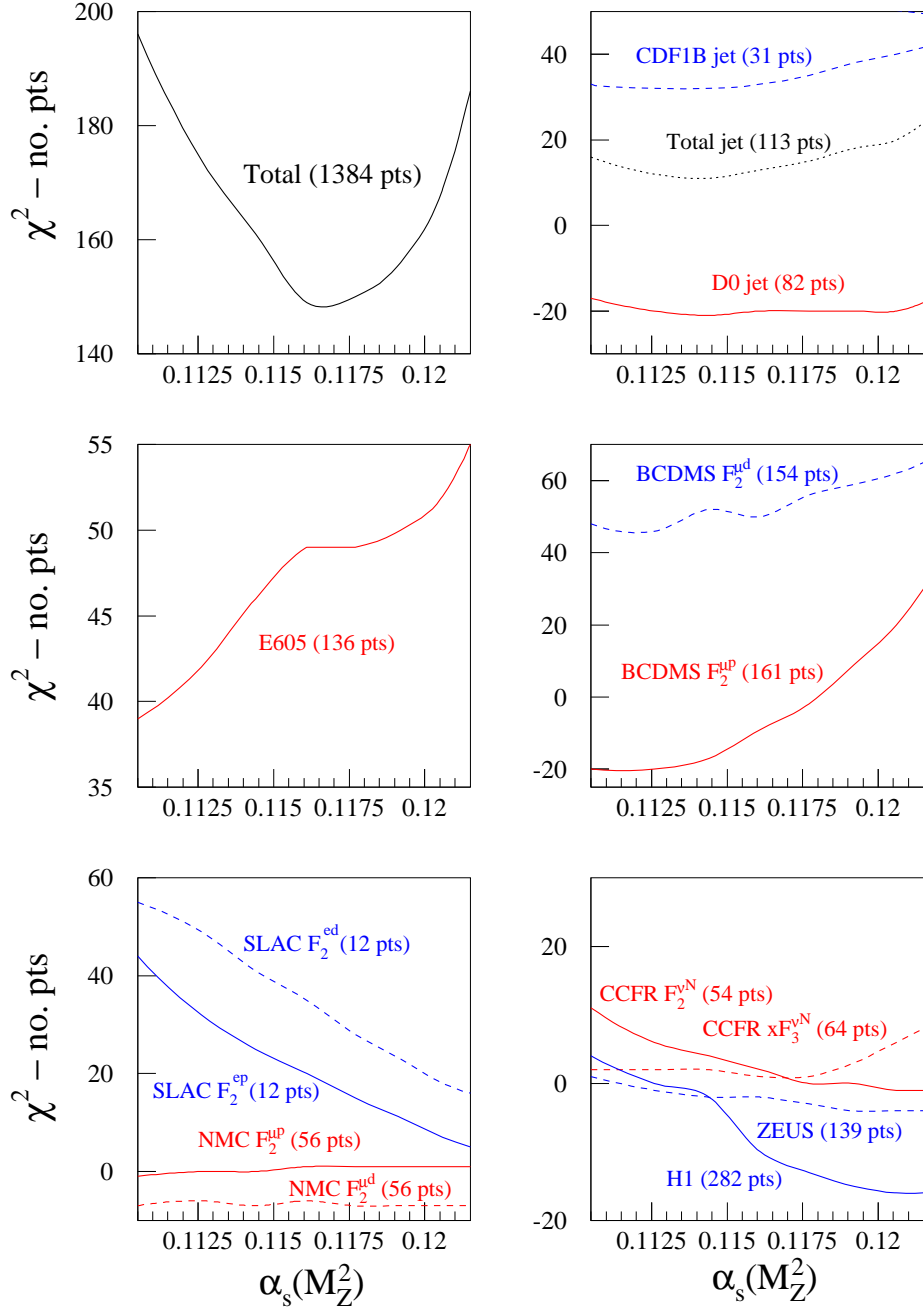 χ² – no. pts
200
180
160
140
Total (1384 pts)
0.1125 0.115 0.1175 0.12
40
20
0
-20
CDF1B jet (31 pts)
Total jet (113 pts)
D0 jet (82 pts)
0.1125 0.115 0.1175 0.12
χ² – no. pts
55
50
45
40
35
E605 (136 pts)
0.1125 0.115 0.1175 0.12
60
40
20
0
-20
BCDMS F₂^μd (154 pts)
BCDMS F₂^μp (161 pts)
0.1125 0.115 0.1175 0.12
χ² – no. pts
60
40
20
0
SLAC F₂^ed (12 pts)
SLAC F₂^ep (12 pts)
NMC F₂^μp (56 pts)
NMC F₂^μd (56 pts)
0.1125 0.115 0.1175 0.12
α_s(M_Z²)
20
0
-20
CCFR F₂^νN (54 pts)
CCFR xF₃^νN (64 pts)
ZEUS (139 pts)
H1 (282 pts)
0.1125 0.115 0.1175 0.12
α_s(M_Z²)